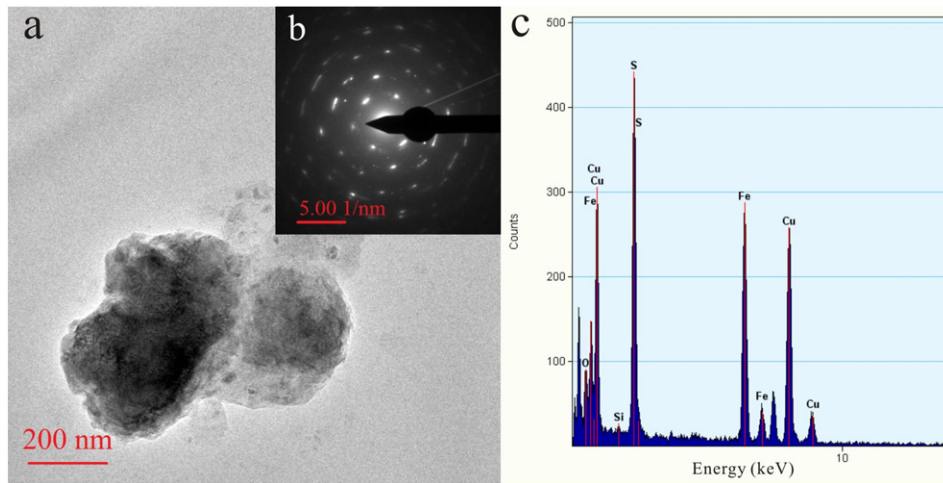 a
b
c
200 nm
5.00 1/nm
500
400
300
200
100
Counts
S
S
Cu
Cu
Fe
O
Si
Fe
Fe
Cu
Cu
10
Energy (keV)